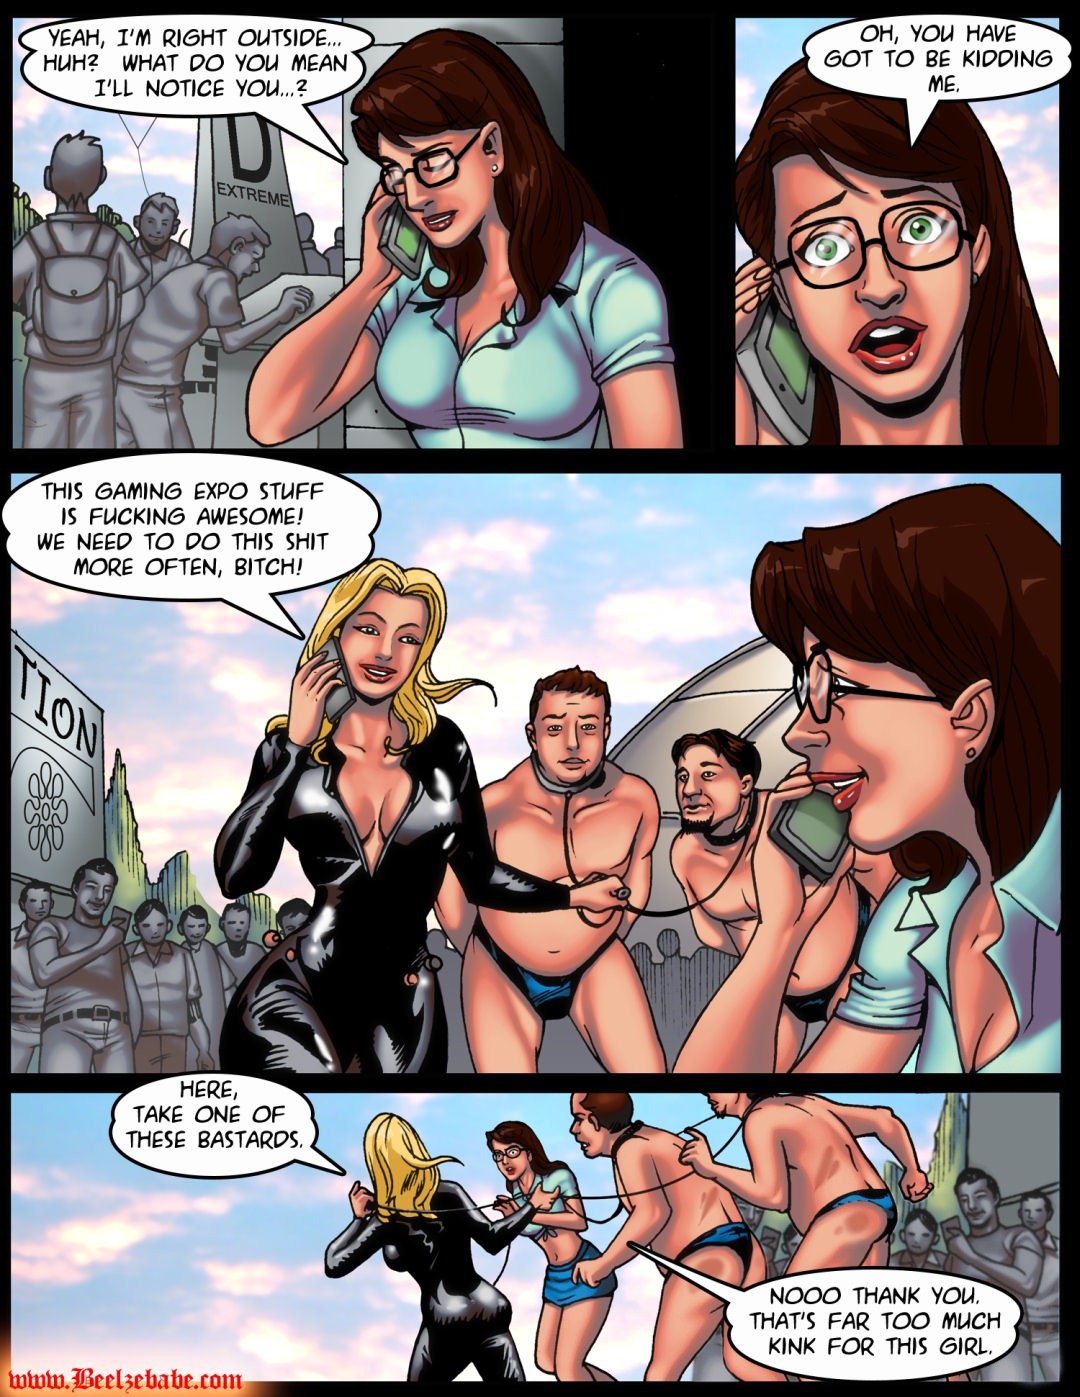 YEAH, I'M RIGHT OUTSIDE...
HUH? WHAT DO YOU MEAN
I'LL NOTICE YOU...?
D
EXTREME
OH, YOU HAVE
GOT TO BE KIDDING
ME.
THIS GAMING EXPO STUFF
IS FUCKING AWESOME!
WE NEED TO DO THIS SHIT
MORE OFTEN, BITCH!
TION
HERE,
TAKE ONE OF
THESE BASTARDS.
NOOO THANK YOU.
THAT'S FAR TOO MUCH
KINK FOR THIS GIRL.
www.Beelzebabe.com